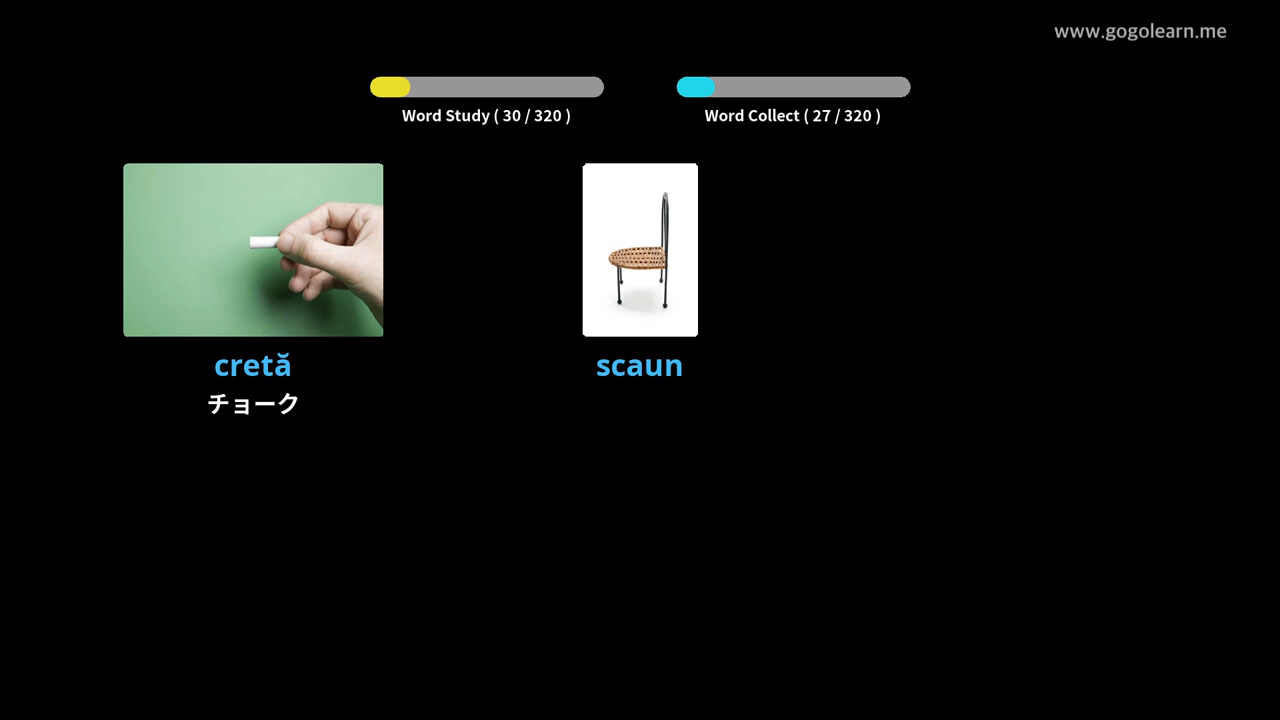 www.gogolearn.me
Word Study ( 30 / 320 )
Word Collect ( 27 / 320 )
cretă
チョーク
scaun